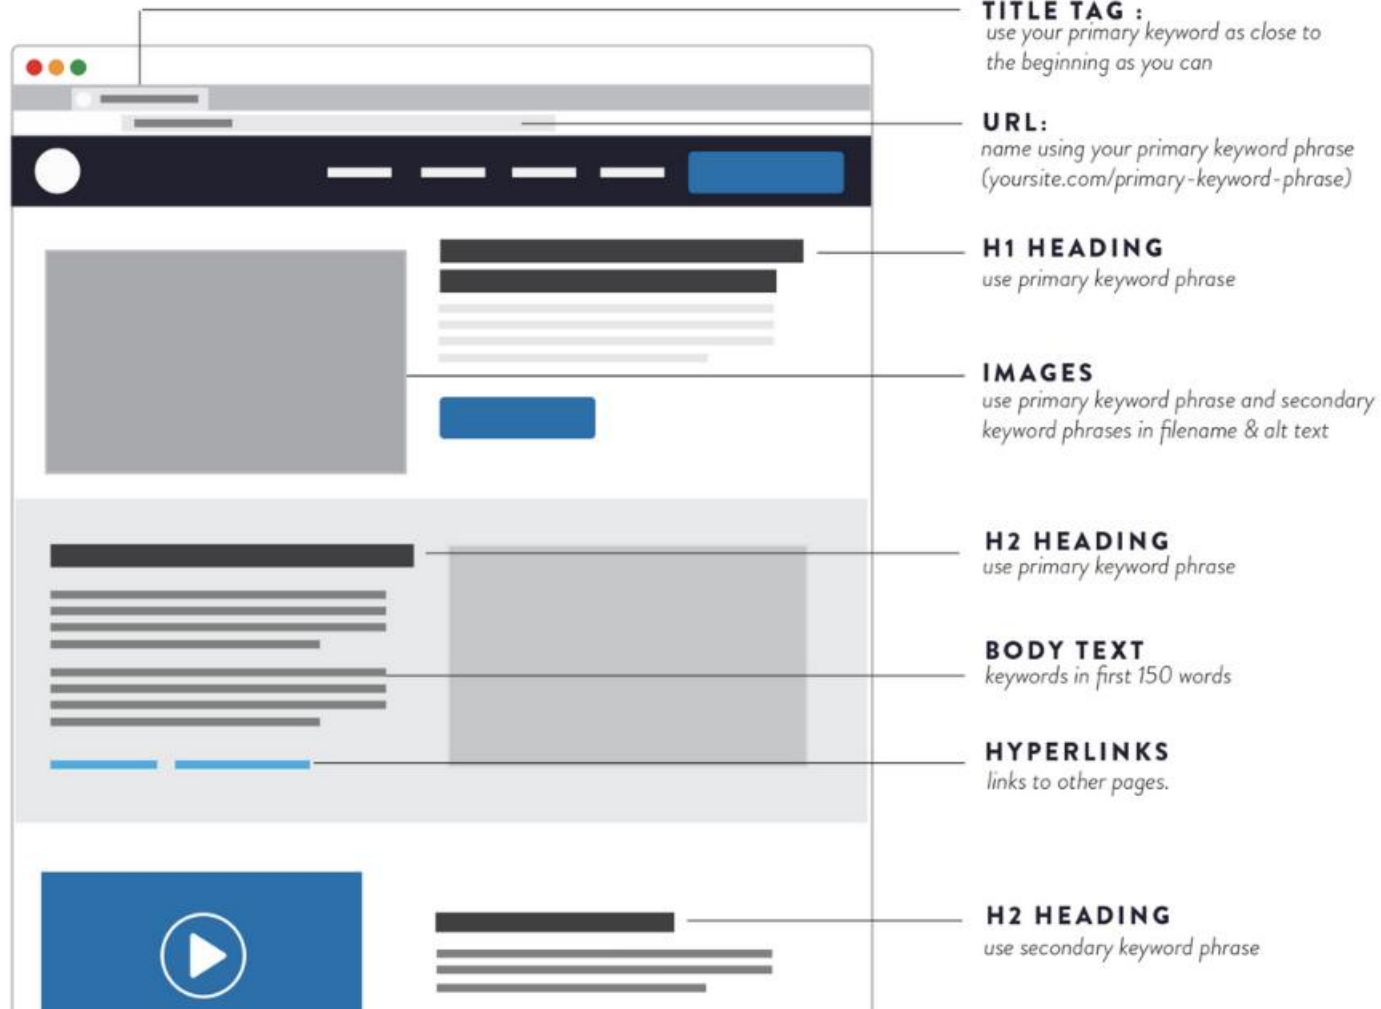 TITLE TAG :
use your primary keyword as close to
the beginning as you can
URL:
name using your primary keyword phrase
(yoursite.com/primary-keyword-phrase)
H1 HEADING
use primary keyword phrase
IMAGES
use primary keyword phrase and secondary
keyword phrases in filename & alt text
H2 HEADING
use primary keyword phrase
BODY TEXT
keywords in first 150 words
HYPERLINKS
links to other pages.
H2 HEADING
use secondary keyword phrase